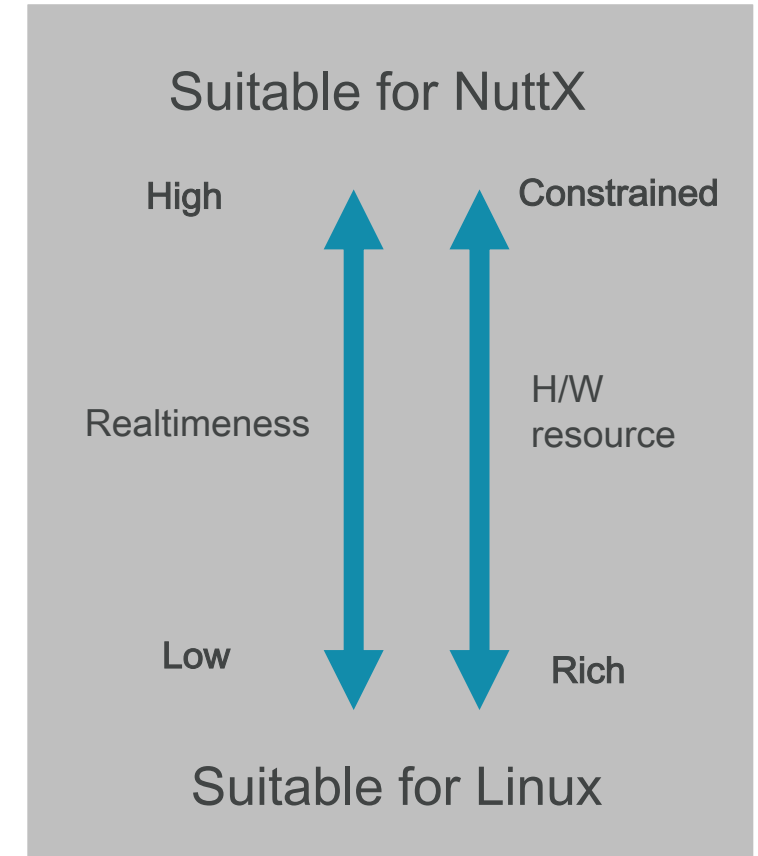 Suitable for NuttX
High
Constrained
Realtimeness
H/W
resource
Low
Rich
Suitable for Linux